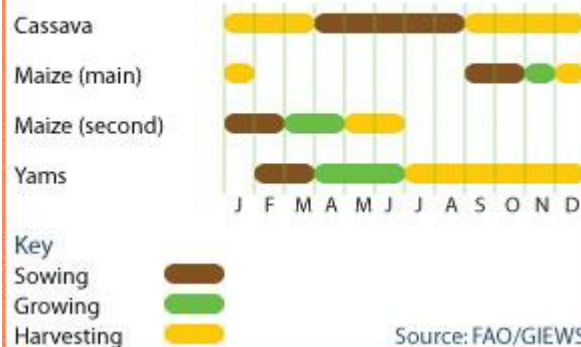 Cassava
Maize (main)
Maize (second)
Yams
J F M A M J J A S O N D
Key
Sowing
Growing
Harvesting
Source: FAO/GIEWS